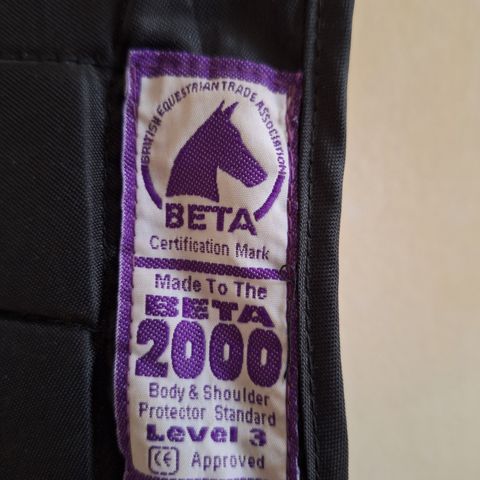 BRITISH EQUESTRIAN TRADE ASSOCIATION
BETA
Certification Mark
Made To The
BETA
2000
Body & Shoulder
Protector Standard
Level 3
CE Approved